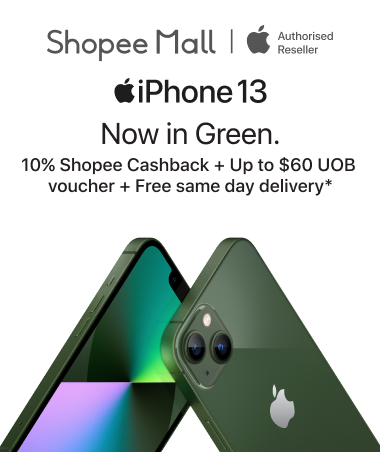 Shopee Mall | Authorised
Reseller
iPhone 13
Now in Green.
10% Shopee Cashback + Up to $60 UOB
voucher + Free same day delivery*